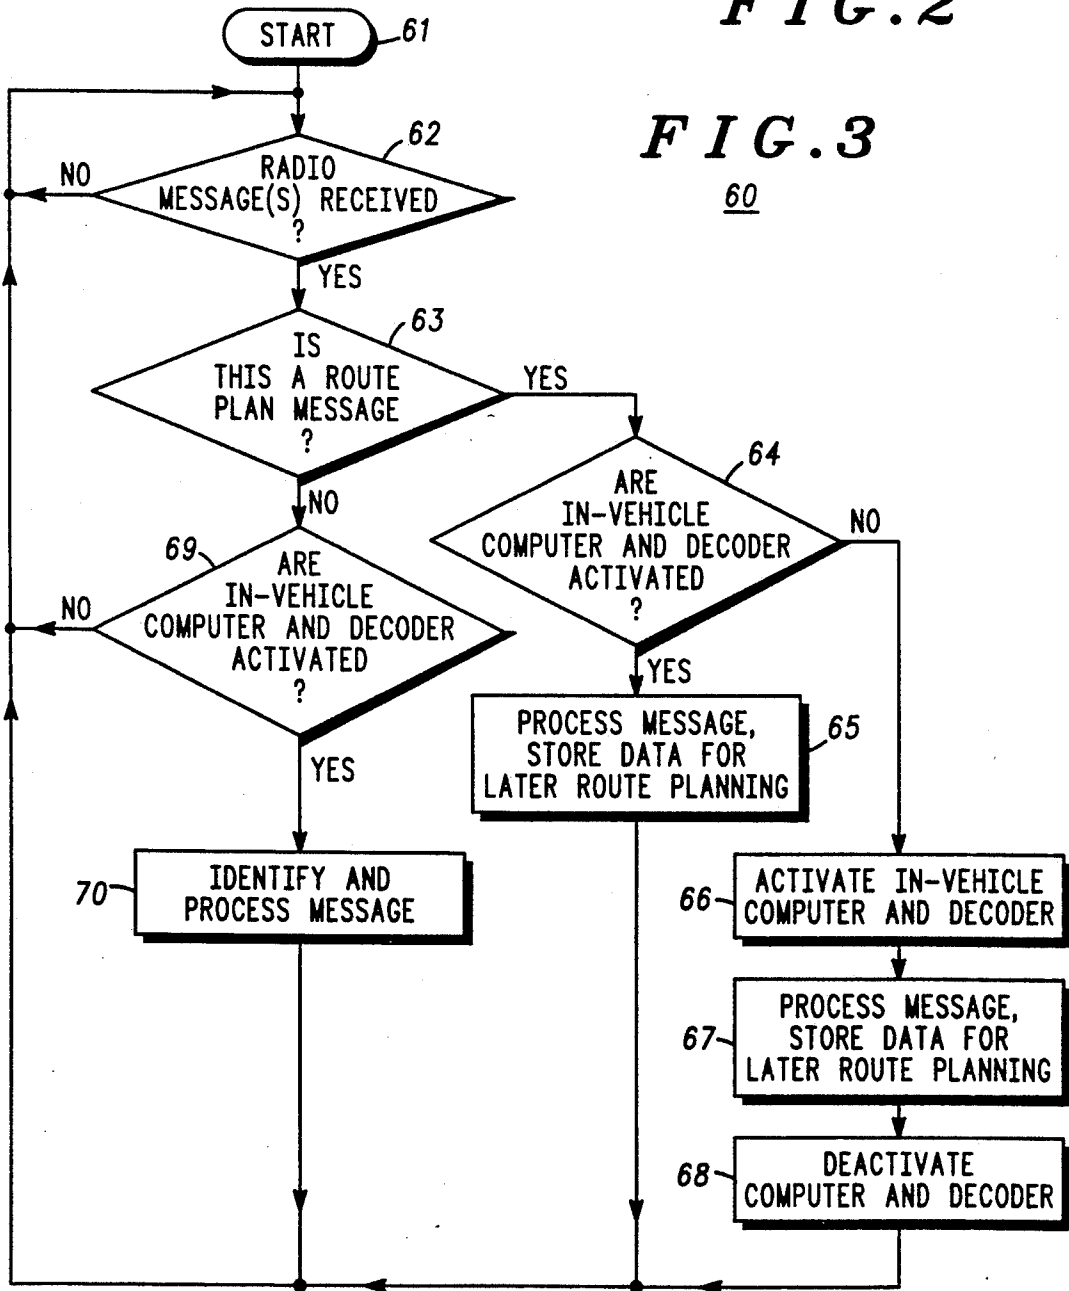 FIG.2
START
61
FIG.3
60
62
RADIO
MESSAGE(S) RECEIVED
?
NO
YES
63
IS
THIS A ROUTE
PLAN MESSAGE
?
YES
NO
64
ARE
IN-VEHICLE
COMPUTER AND DECODER
ACTIVATED
?
NO
YES
69
ARE
IN-VEHICLE
COMPUTER AND DECODER
ACTIVATED
?
NO
YES
PROCESS MESSAGE,
STORE DATA FOR
LATER ROUTE PLANNING
65
70
IDENTIFY AND
PROCESS MESSAGE
66
ACTIVATE IN-VEHICLE
COMPUTER AND DECODER
67
PROCESS MESSAGE,
STORE DATA FOR
LATER ROUTE PLANNING
68
DEACTIVATE
COMPUTER AND DECODER